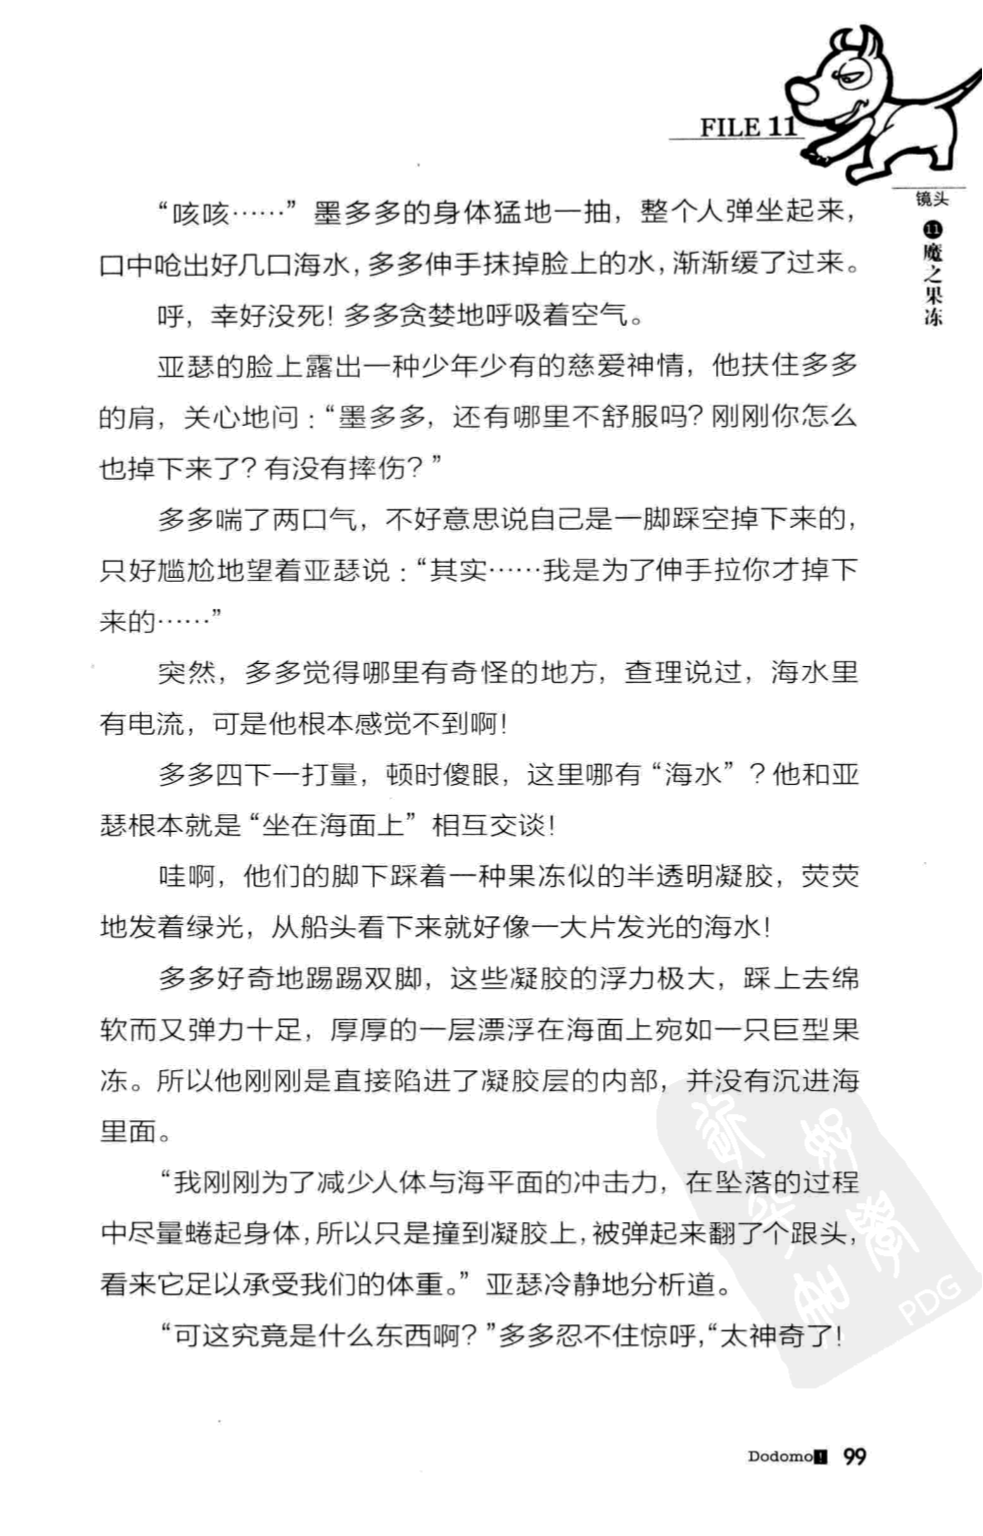 FILE 11
镜头
11
魔之果冻
“咳咳……”墨多多的身体猛地一抽，整个人弹坐起来，
口中呛出好几口海水，多多伸手抹掉脸上的水，渐渐缓了过来。
呼，幸好没死！多多贪婪地呼吸着空气。
亚瑟的脸上露出一种少年少有的慈爱神情，他扶住多多
的肩，关心地问：“墨多多，还有哪里不舒服吗？刚刚你怎么
也掉下来了？有没有摔伤？”
多多喘了两口气，不好意思说自己是一脚踩空掉下来的，
只好尴尬地望着亚瑟说：“其实……我是为了伸手拉你才掉下
来的……”
突然，多多觉得哪里有奇怪的地方，查理说过，海水里
有电流，可是他根本感觉不到啊！
多多四下一打量，顿时傻眼，这里哪有“海水”？他和亚
瑟根本就是“坐在海面上”相互交谈！
哇啊，他们的脚下踩着一种果冻似的半透明凝胶，荧荧
地发着绿光，从船头看下来就好像一大片发光的海水！
多多好奇地踢踢双脚，这些凝胶的浮力极大，踩上去绵
软而又弹力十足，厚厚的一层漂浮在海面上宛如一只巨型果
冻。所以他刚刚是直接陷进了凝胶层的内部，并没有沉进海
里面。
“我刚刚为了减少人体与海平面的冲击力，在坠落的过程
中尽量蜷起身体，所以只是撞到凝胶上，被弹起来翻了个跟头，
看来它足以承受我们的体重。”亚瑟冷静地分析道。
“可这究竟是什么东西啊？”多多忍不住惊呼，“太神奇了！
PDG
Dodomo! 99